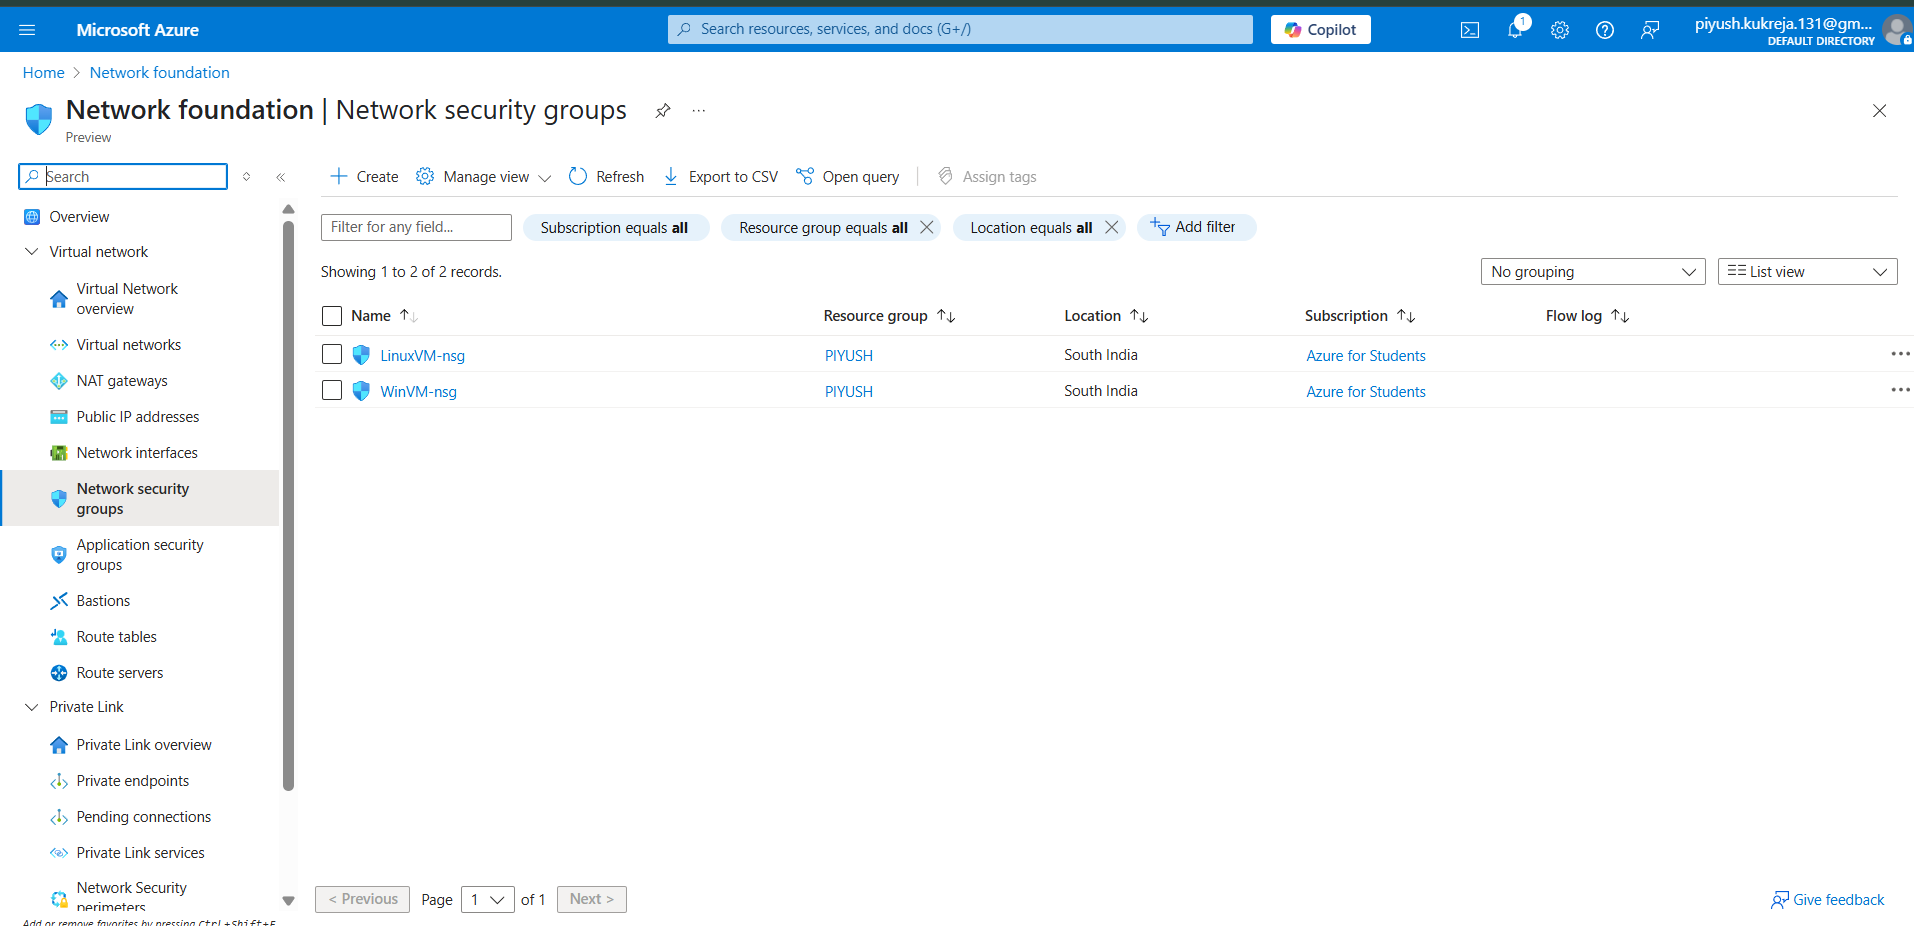 Microsoft Azure
Search resources, services, and docs (G+/)
Copilot
1
piyush.kukreja.131@gm...
DEFAULT DIRECTORY
Home > Network foundation
Network foundation | Network security groups
Preview
Search
Create
Manage view
Refresh
Export to CSV
Open query
Assign tags
Overview
Virtual network
Virtual Network
overview
Virtual networks
NAT gateways
Public IP addresses
Network interfaces
Network security
groups
Application security
groups
Bastions
Route tables
Route servers
Private Link
Private Link overview
Private endpoints
Pending connections
Private Link services
Network Security
perimeters
Add or remove favorites by pressing Ctrl+Shift+F
Filter for any field...
Subscription equals all
Resource group equals all
Location equals all
Add filter
Showing 1 to 2 of 2 records.
No grouping
List view
Name Resource group Location Subscription Flow log
LinuxVM-nsg PIYUSH South India Azure for Students
WinVM-nsg PIYUSH South India Azure for Students
< Previous Page 1 of 1 Next >
Give feedback